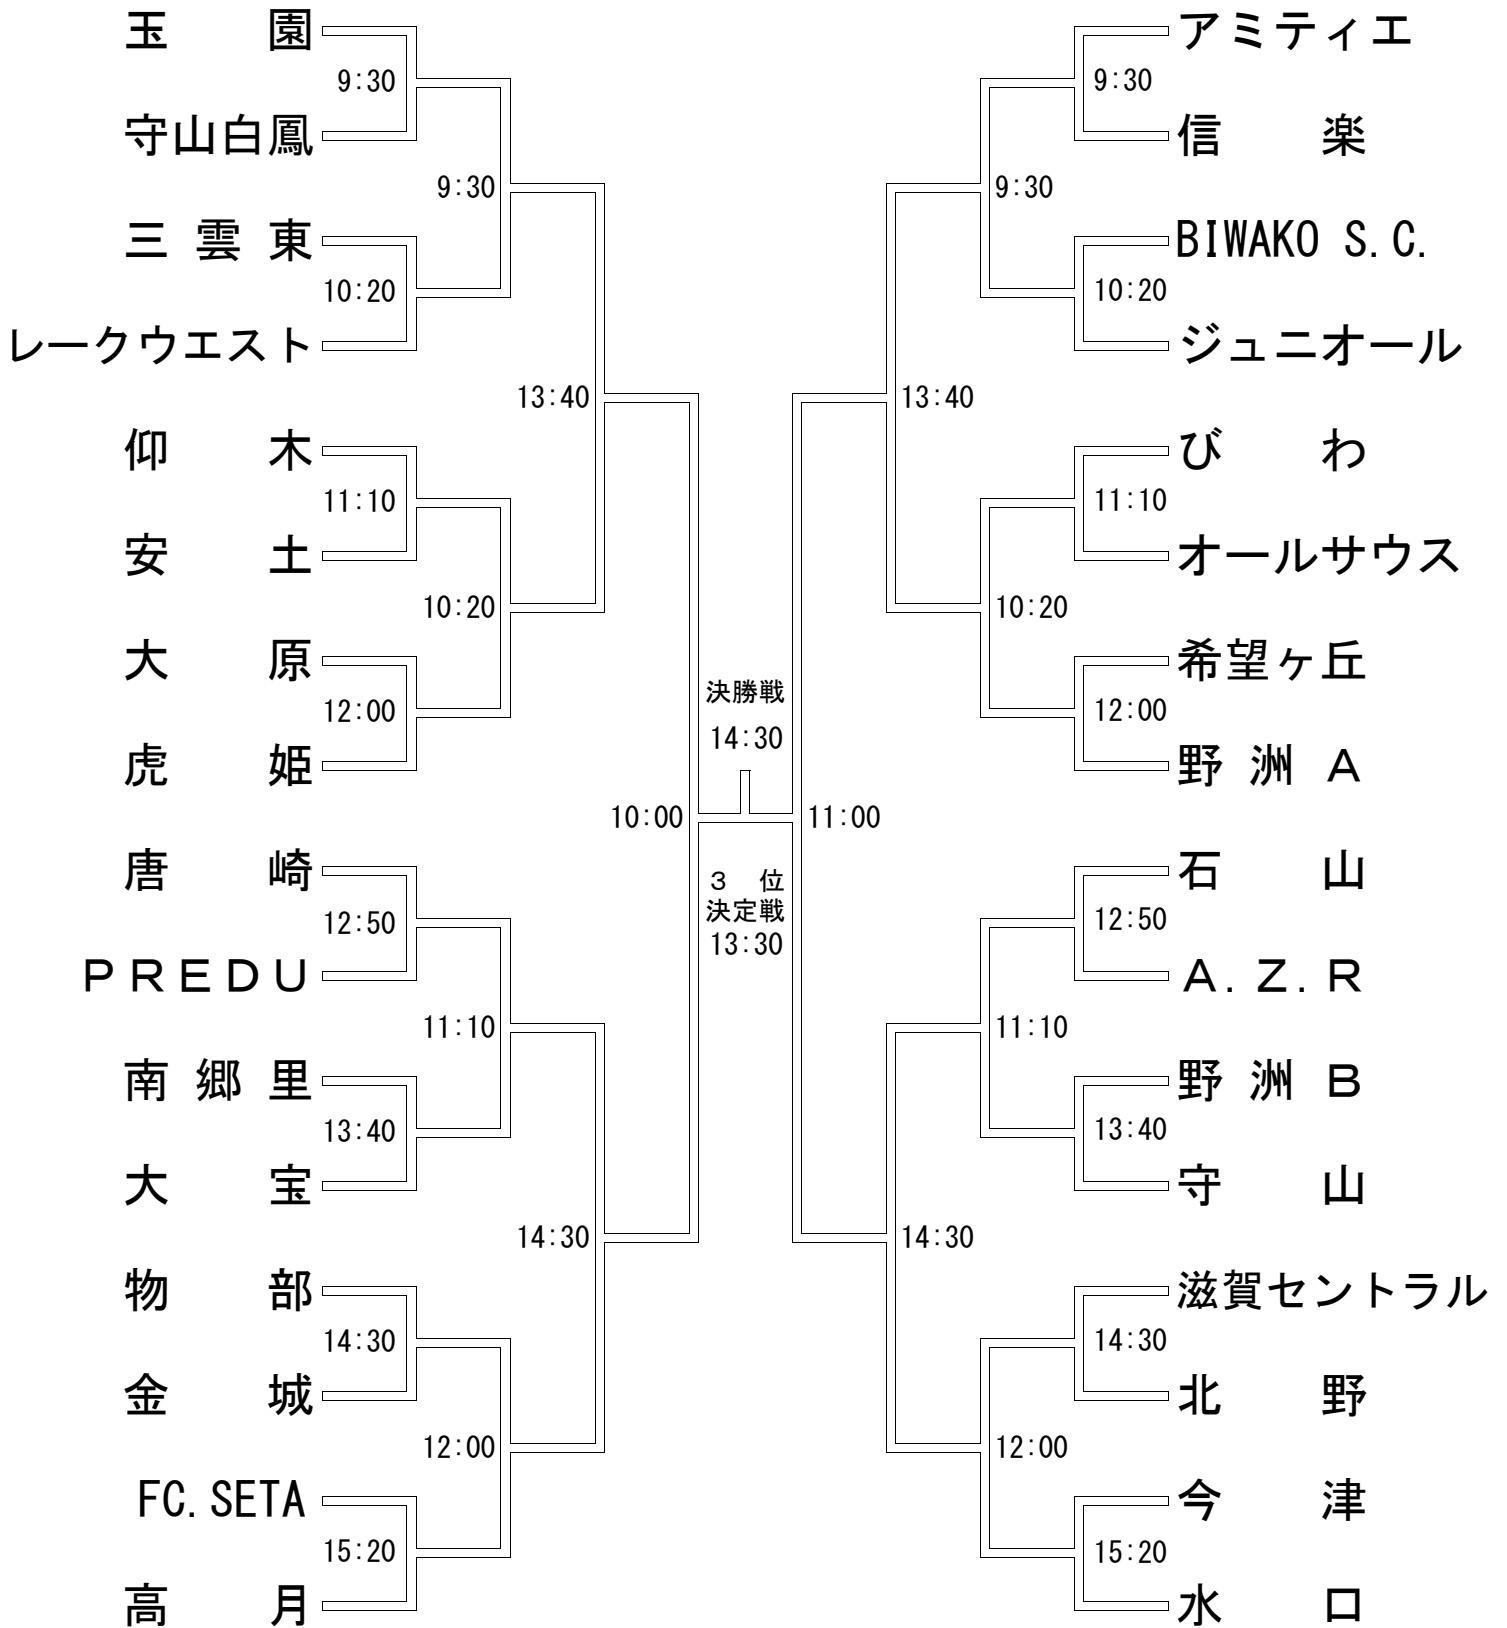 玉園
9:30
守山白鳳
9:30
三雲東
10:20
レークウエスト
13:40
仰木
11:10
安土
10:20
大原
12:00
虎姫
10:00
唐崎
12:50
PREDU
11:10
南郷里
13:40
大宝
14:30
物部
14:30
金城
12:00
FC.SETA
15:20
高月
決勝戦
14:30
3位
決定戦
13:30
アミティエ
9:30
信楽
9:30
BIWAKO S.C.
10:20
ジュニオール
13:40
びわ
11:10
オールサウス
10:20
希望ヶ丘
12:00
野洲A
11:00
石山
12:50
A.Z.R
11:10
野洲B
13:40
守山
14:30
滋賀セントラル
14:30
北野
12:00
今津
15:20
水口